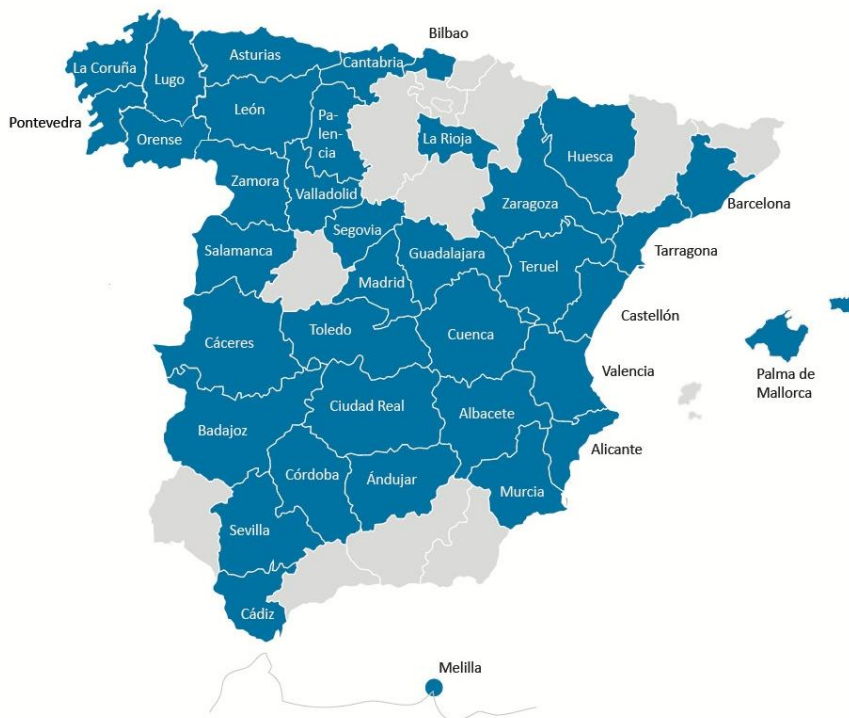 Bilbao
Asturias
Cantabria
La Coruña
Lugo
León
Pa-
len-
cia
Pontevedra
Orense
La Rioja
Huesca
Zamora
Valladolid
Zaragoza
Barcelona
Segovia
Salamanca
Guadalajara
Tarragona
Teruel
Madrid
Castellón
Toledo
Cuenca
Cáceres
Valencia
Palma de
Mallorca
Ciudad Real
Albacete
Badajoz
Alicante
Córdoba
Ándujar
Murcia
Sevilla
Cádiz
Melilla